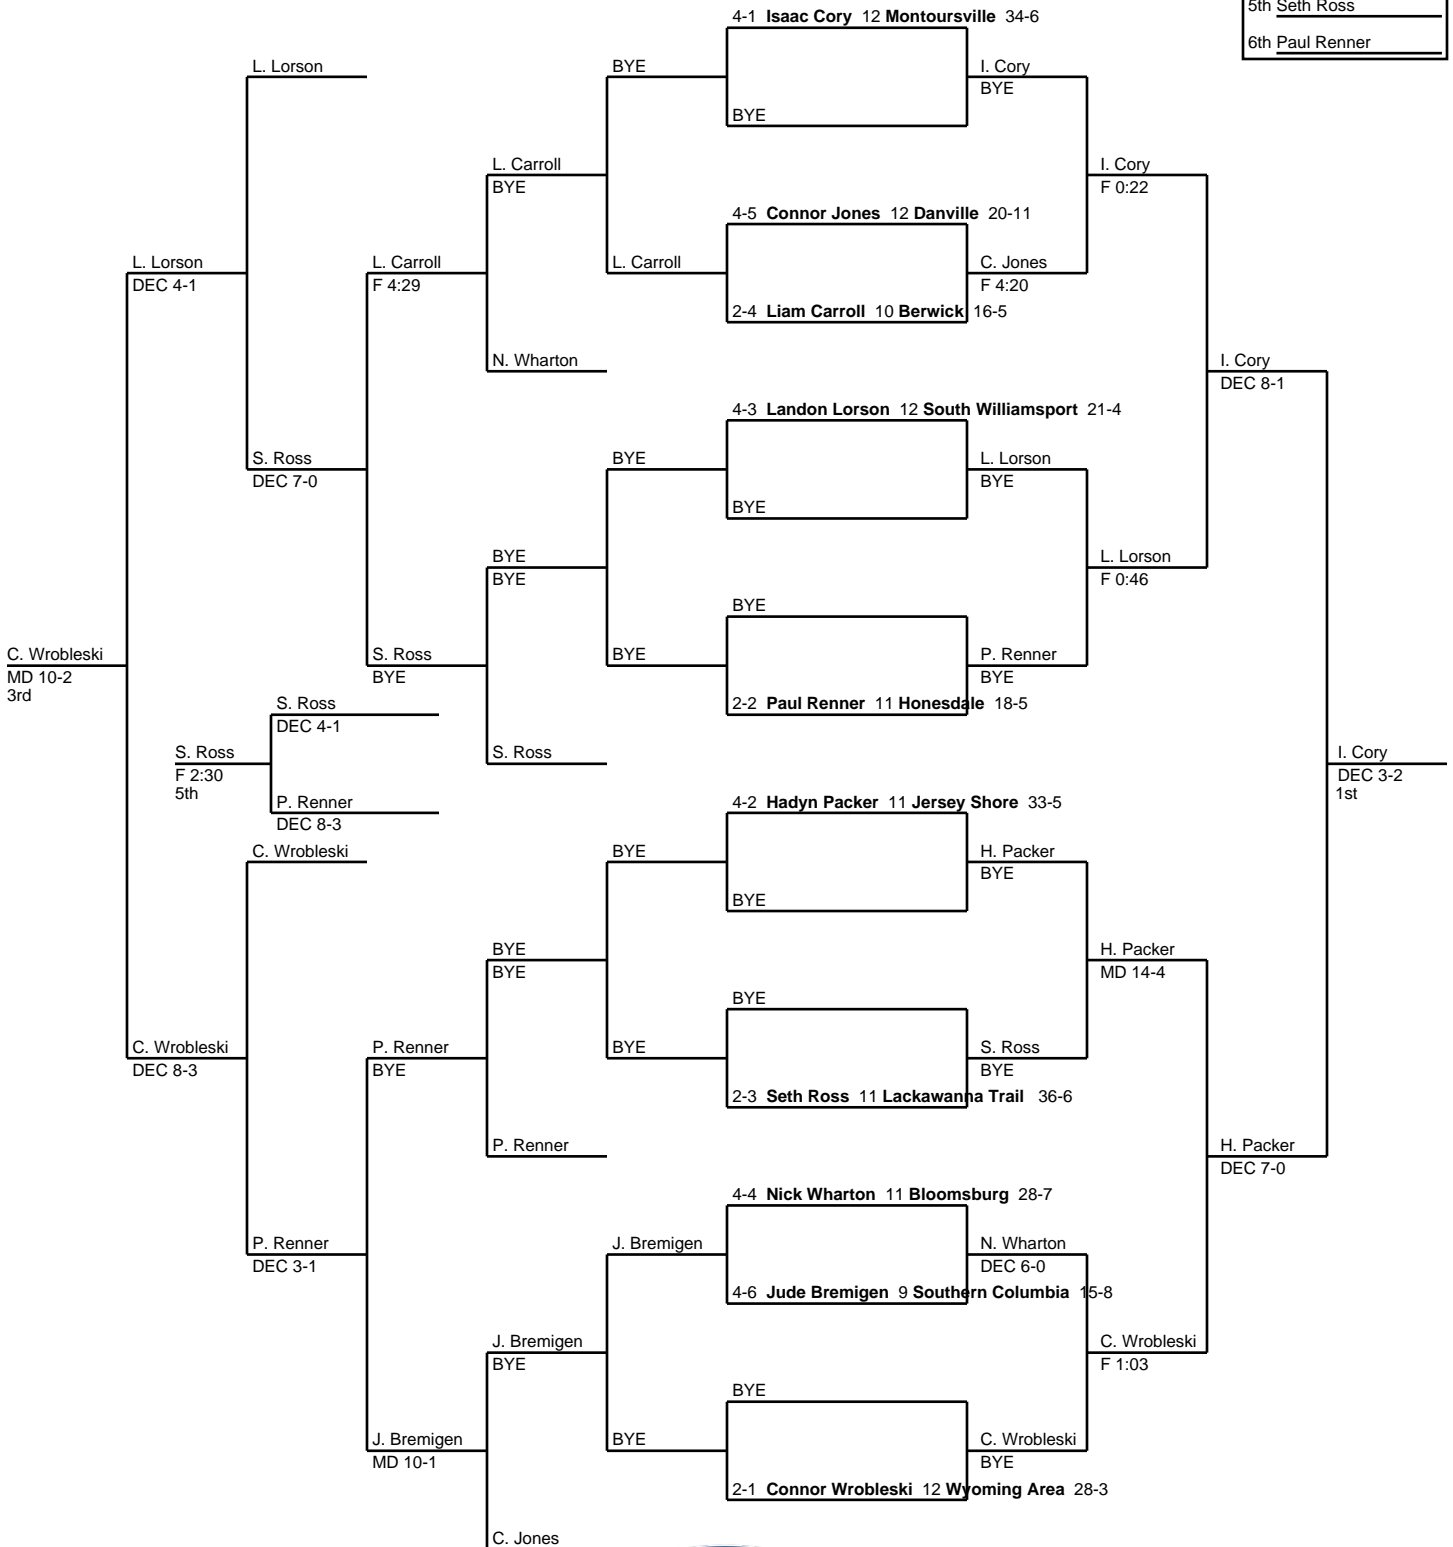 4-1 Isaac Cory 12 Montoursville 34-6
5th Seth Ross
6th Paul Renner
L. Lorson
BYE
I. Cory
BYE
BYE
L. Carroll
BYE
I. Cory
F 0:22
4-5 Connor Jones 12 Danville 20-11
L. Lorson
DEC 4-1
L. Carroll
F 4:29
L. Carroll
C. Jones
F 4:20
2-4 Liam Carroll 10 Berwick 16-5
N. Wharton
I. Cory
DEC 8-1
4-3 Landon Lorson 12 South Williamsport 21-4
S. Ross
DEC 7-0
BYE
L. Lorson
BYE
BYE
BYE
BYE
L. Lorson
F 0:46
BYE
C. Wrobleski
MD 10-2
3rd
S. Ross
BYE
BYE
P. Renner
BYE
2-2 Paul Renner 11 Honesdale 18-5
S. Ross
DEC 4-1
S. Ross
F 2:30
5th
S. Ross
I. Cory
DEC 3-2
1st
P. Renner
DEC 8-3
4-2 Hadyn Packer 11 Jersey Shore 33-5
C. Wrobleski
BYE
H. Packer
BYE
BYE
BYE
BYE
H. Packer
MD 14-4
BYE
C. Wrobleski
DEC 8-3
P. Renner
BYE
BYE
S. Ross
BYE
2-3 Seth Ross 11 Lackawanna Trail 36-6
P. Renner
H. Packer
DEC 7-0
4-4 Nick Wharton 11 Bloomsburg 28-7
P. Renner
DEC 3-1
J. Bremigen
N. Wharton
DEC 6-0
4-6 Jude Bremigen 9 Southern Columbia 15-8
J. Bremigen
BYE
C. Wrobleski
F 1:03
BYE
J. Bremigen
MD 10-1
BYE
C. Wrobleski
BYE
2-1 Connor Wrobleski 12 Wyoming Area 28-3
C. Jones